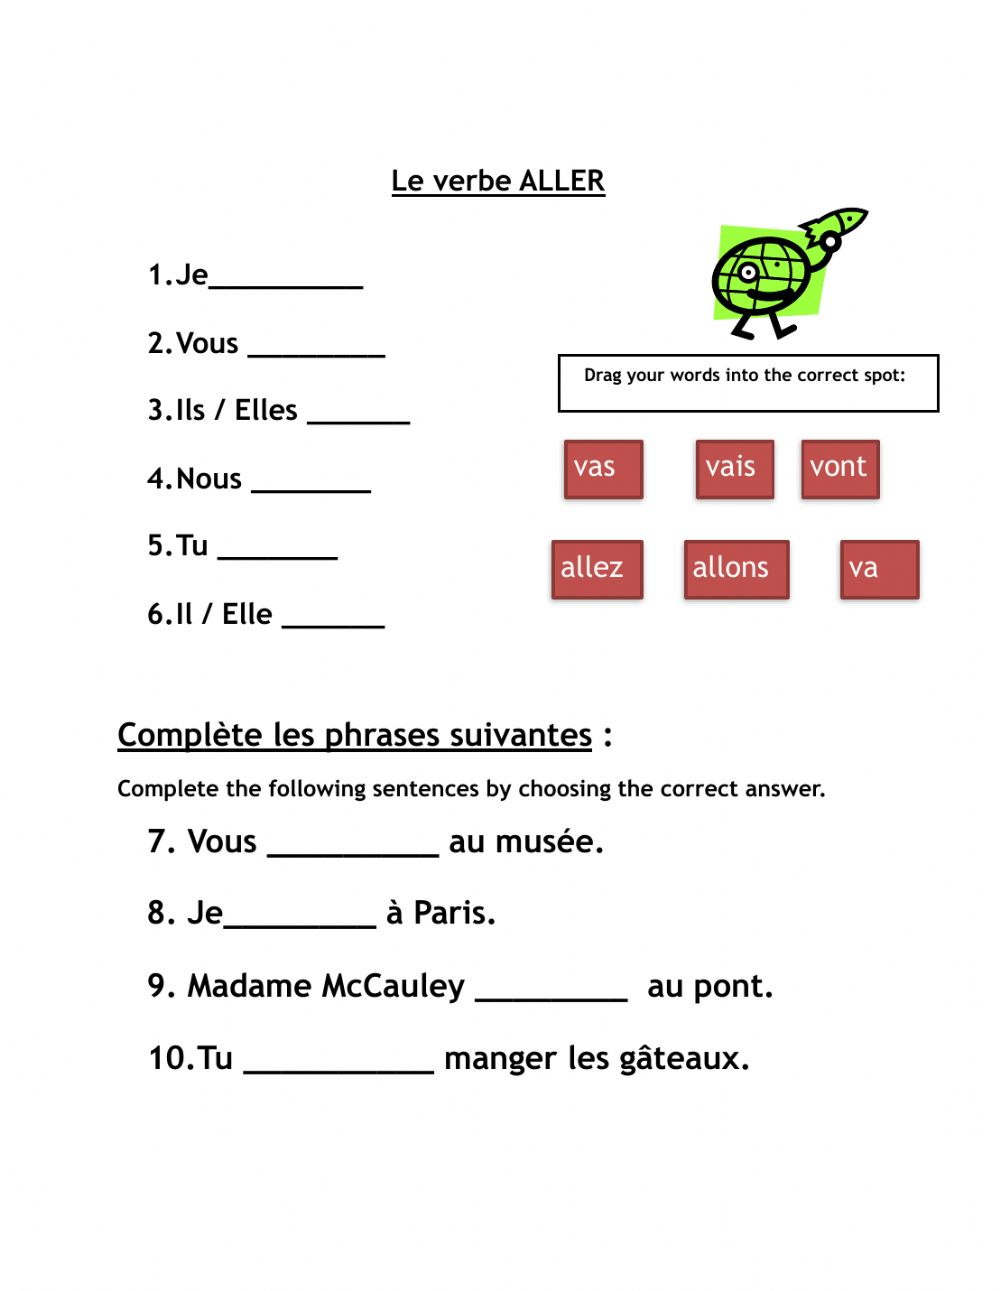 Le verbe ALLER
1.Je_________
2.Vous ________
3.Ils / Elles ______
4.Nous _______
5.Tu _______
6.Il / Elle ______
Drag your words into the correct spot:
vas vais vont
allez allons va
Complète les phrases suivantes :
Complete the following sentences by choosing the correct answer.
7. Vous _________ au musée.
8. Je________ à Paris.
9. Madame McCauley ________ au pont.
10.Tu __________ manger les gâteaux.